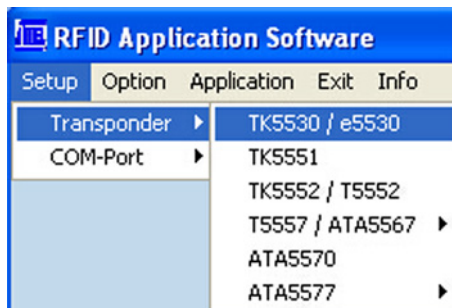 RFID Application Software
Setup Option Application Exit Info
Transponder TK5530 / e5530
COM-Port TK5551
TK5552 / T5552
T5557 / ATA5567
ATA5570
ATA5577